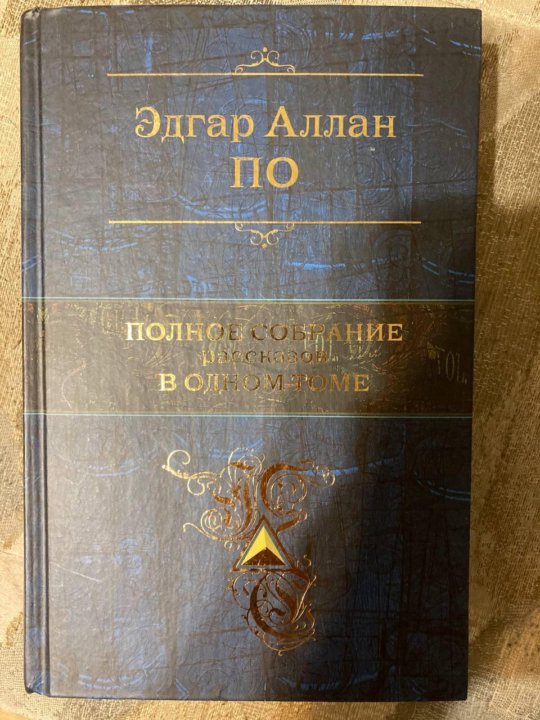 Эдгар Аллан
ПО
ПОЛНОЕ СОБРАНИЕ
рассказов
В ОДНОМ ТОМЕ